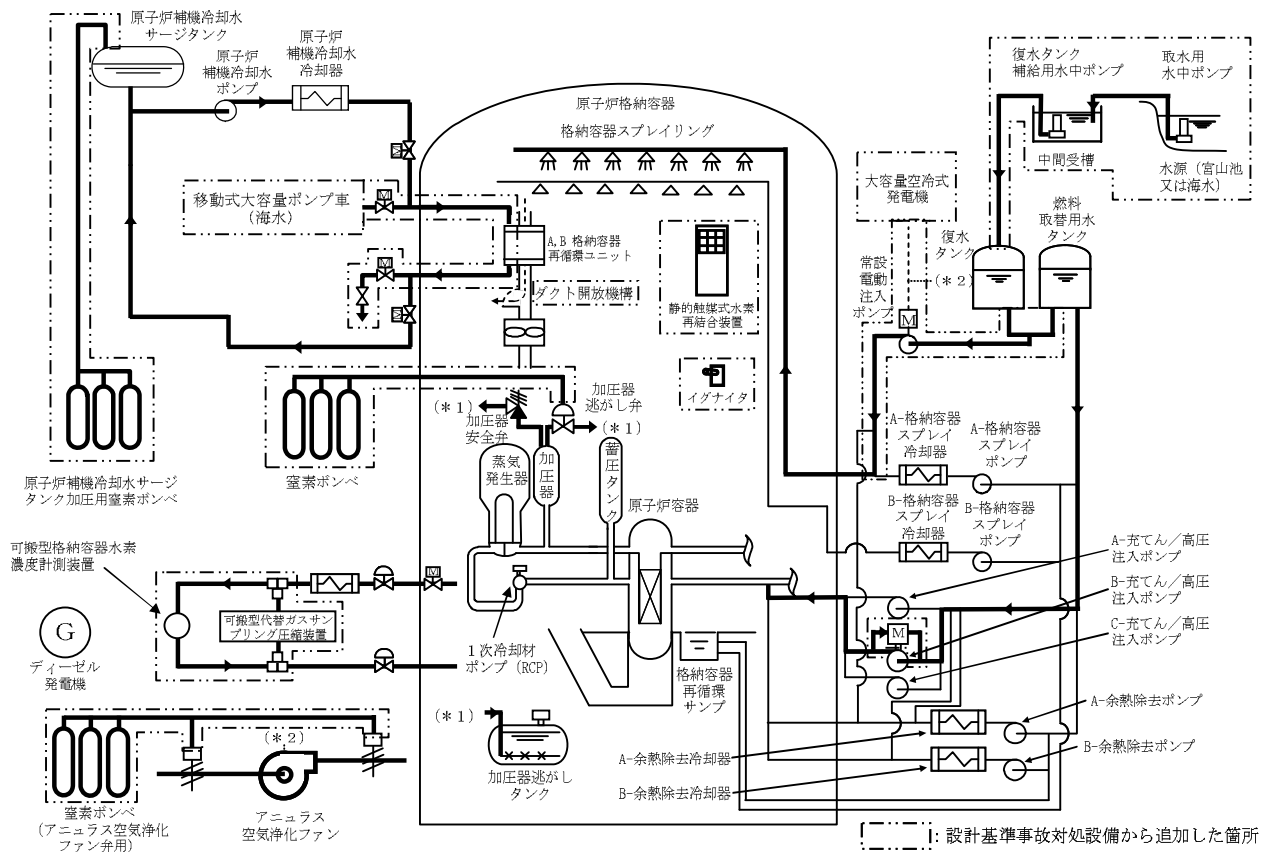 原子炉補機冷却水
サージタンク
原子炉
補機冷却水
ポンプ
原子炉
補機冷却水
冷却器
原子炉格納容器
格納容器スプレイリング
復水タンク
補給用水中ポンプ
取水用
水中ポンプ
中間受槽
水源（宮山池
又は海水）
大容量空冷式
発電機
移動式大容量ポンプ車
（海水）
M
M
A,B 格納容器
再循環ユニット
ダクト開放機構
静的触媒式水素
再結合装置
イグナイタ
復水
タンク
燃料
取替用水
タンク
常設
電動
注入
ポンプ
(＊2)
M
原子炉補機冷却水サージ
タンク加圧用窒素ボンベ
窒素ボンベ
(＊1)
加圧器
安全弁
加圧器
逃がし弁
(＊1)
蒸気
発生器
加圧器
蓄圧タンク
原子炉容器
A-格納容器
スプレイ
冷却器
A-格納容器
スプレイ
ポンプ
B-格納容器
スプレイ
冷却器
B-格納容器
スプレイ
ポンプ
A-充てん／高圧
注入ポンプ
B-充てん／高圧
注入ポンプ
C-充てん／高圧
注入ポンプ
M
可搬型格納容器水素
濃度計測装置
M
可搬型代替ガスサン
プリング圧縮装置
G
ディーゼル
発電機
1次冷却材
ポンプ（RCP）
格納容器
再循環
サンプ
(＊1)
加圧器逃がし
タンク
A-余熱除去ポンプ
B-余熱除去ポンプ
A-余熱除去冷却器
B-余熱除去冷却器
(＊2)
窒素ボンベ
(アニュラス空気浄化
ファン弁用)
アニュラス
空気浄化ファン
：設計基準事故対処設備から追加した箇所